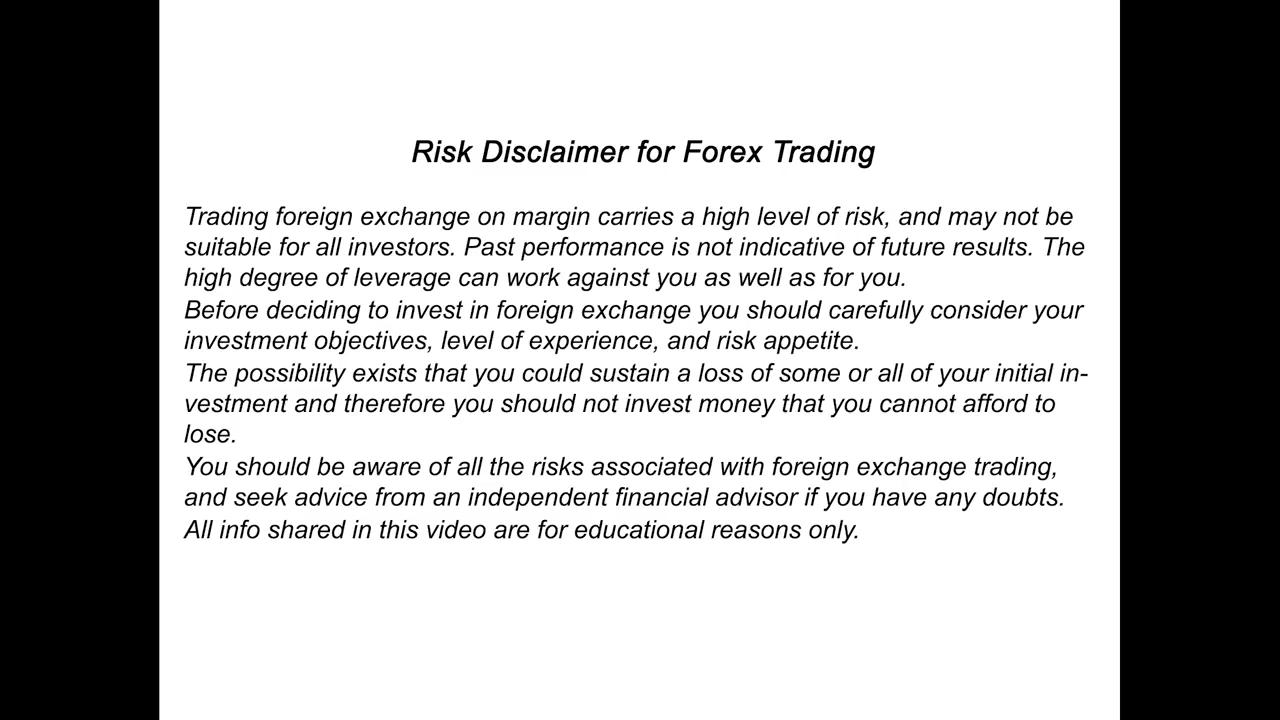 Risk Disclaimer for Forex Trading
Trading foreign exchange on margin carries a high level of risk, and may not be
suitable for all investors. Past performance is not indicative of future results. The
high degree of leverage can work against you as well as for you.
Before deciding to invest in foreign exchange you should carefully consider your
investment objectives, level of experience, and risk appetite.
The possibility exists that you could sustain a loss of some or all of your initial in-
vestment and therefore you should not invest money that you cannot afford to
lose.
You should be aware of all the risks associated with foreign exchange trading,
and seek advice from an independent financial advisor if you have any doubts.
All info shared in this video are for educational reasons only.